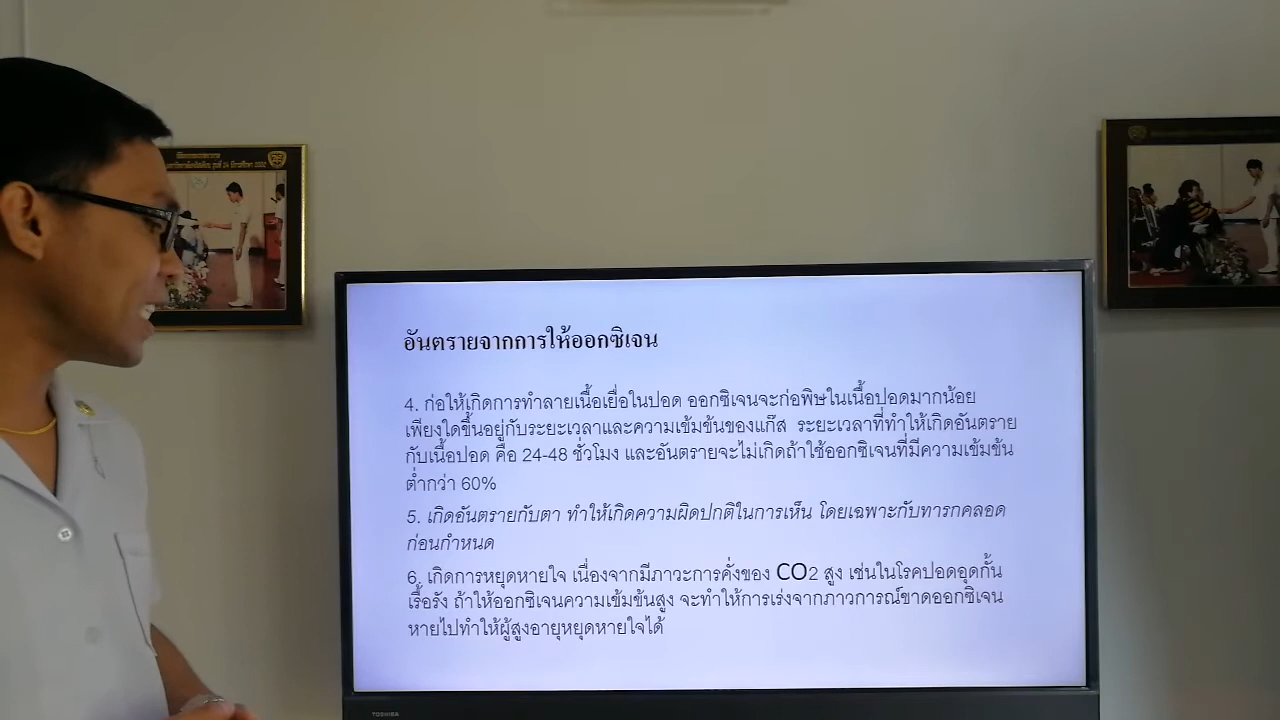 อันตรายจากการให้ออกซิเจน
4. ก่อให้เกิดการทำลายเนื้อเยื่อในปอด ออกซิเจนจะก่อพิษในเนื้อปอดมากน้อย
เพียงใดขึ้นอยู่กับระยะเวลาและความเข้มข้นของแก๊ส ระยะเวลาที่ทำให้เกิดอันตราย
กับเนื้อปอด คือ 24-48 ชั่วโมง และอันตรายจะไม่เกิดถ้าใช้ออกซิเจนที่มีความเข้มข้น
ต่ำกว่า 60%
5. เกิดอันตรายกับตา ทำให้เกิดความผิดปกติในการเห็น โดยเฉพาะกับทารกคลอด
ก่อนกำหนด
6. เกิดการหยุดหายใจ เนื่องจากมีภาวะการคั่งของ CO2 สูง เช่นในโรคปอดอุดกั้น
เรื้อรัง ถ้าให้ออกซิเจนความเข้มข้นสูง จะทำให้การเร่งจากภาวการณ์ขาดออกซิเจน
หายไปทำให้ผู้สูงอายุหยุดหายใจได้
TOSHIBA